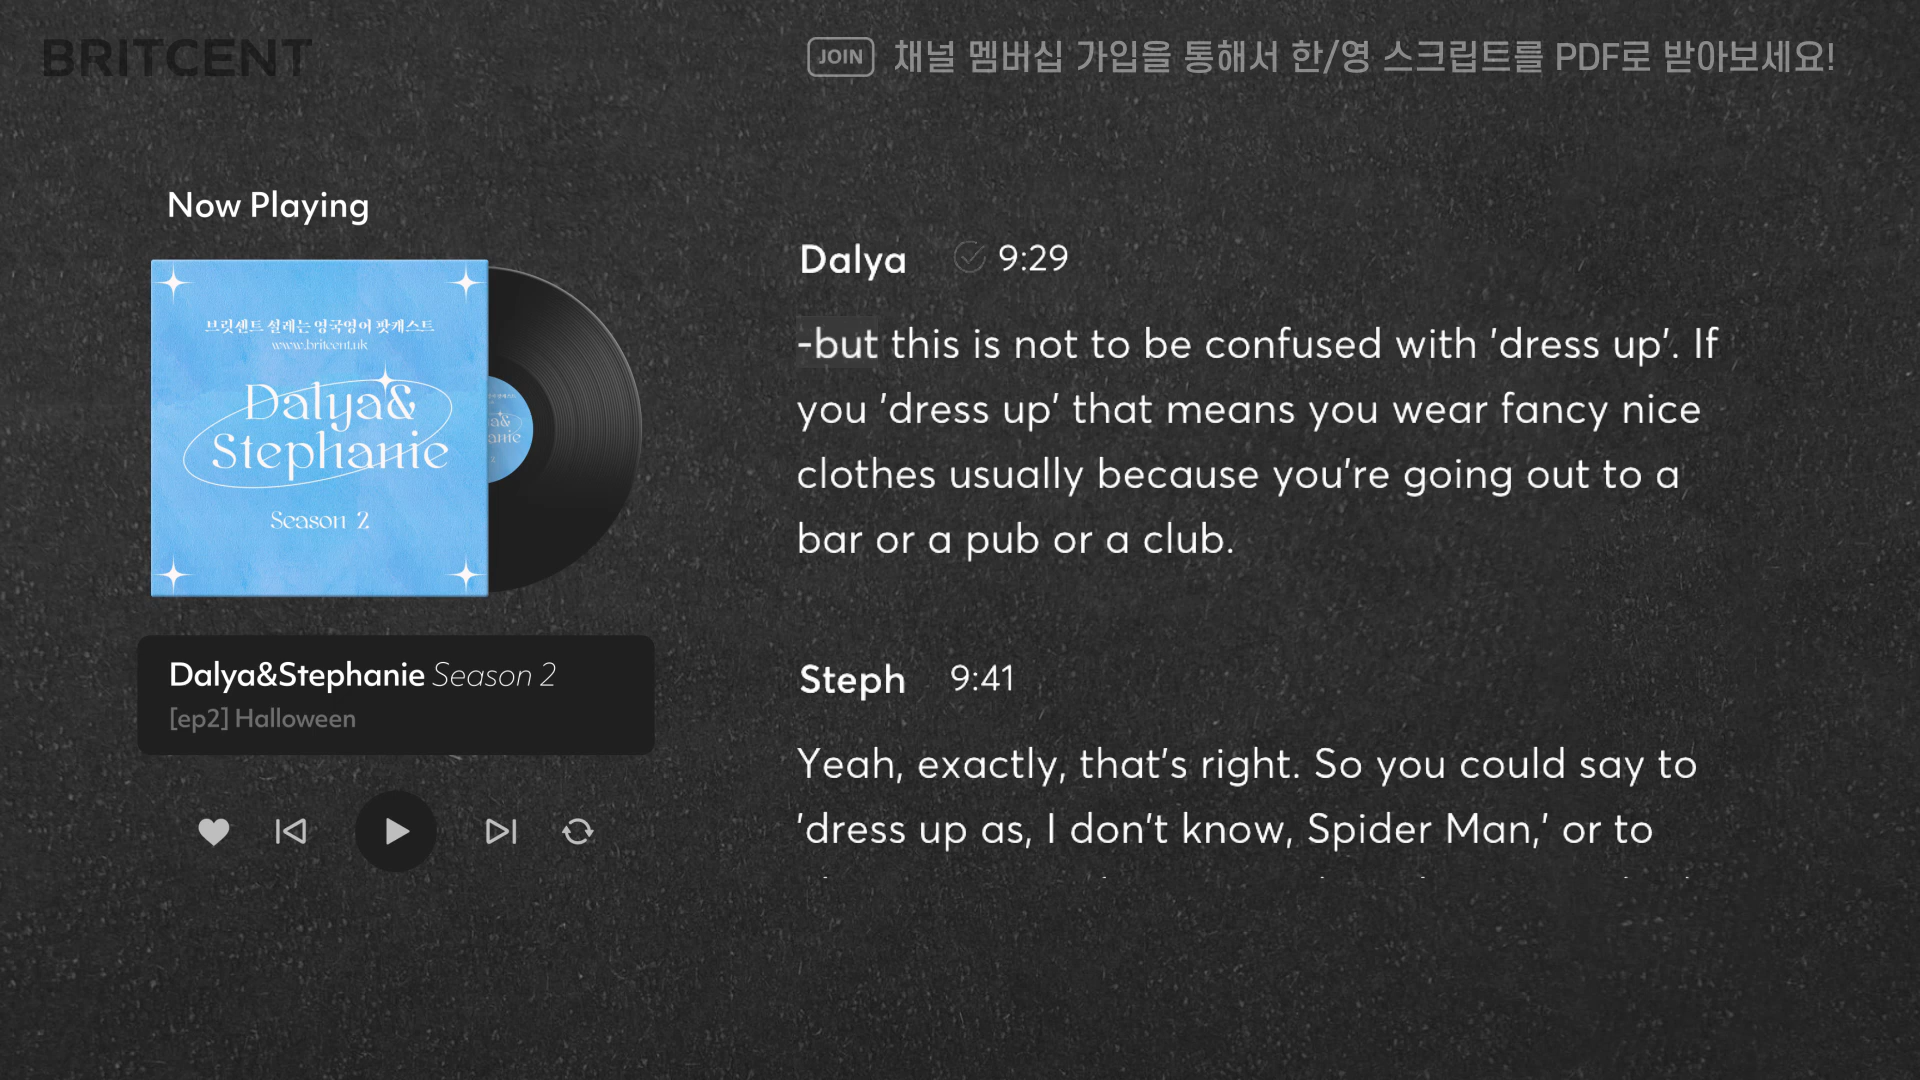 BRITCENT
JOIN 채널 멤버십 가입을 통해서 한/영 스크립트를 PDF로 받아보세요!
Now Playing
브릿센트 설레는 영국영어 팟캐스트
www.britcent.uk
Dalya&
Stephanie
Season 2
Dalya&Stephanie Season 2
[ep2] Halloween
Dalya 9:29
-but this is not to be confused with 'dress up'. If
you 'dress up' that means you wear fancy nice
clothes usually because you're going out to a
bar or a pub or a club.
Steph 9:41
Yeah, exactly, that's right. So you could say to
'dress up as, I don't know, Spider Man,' or to